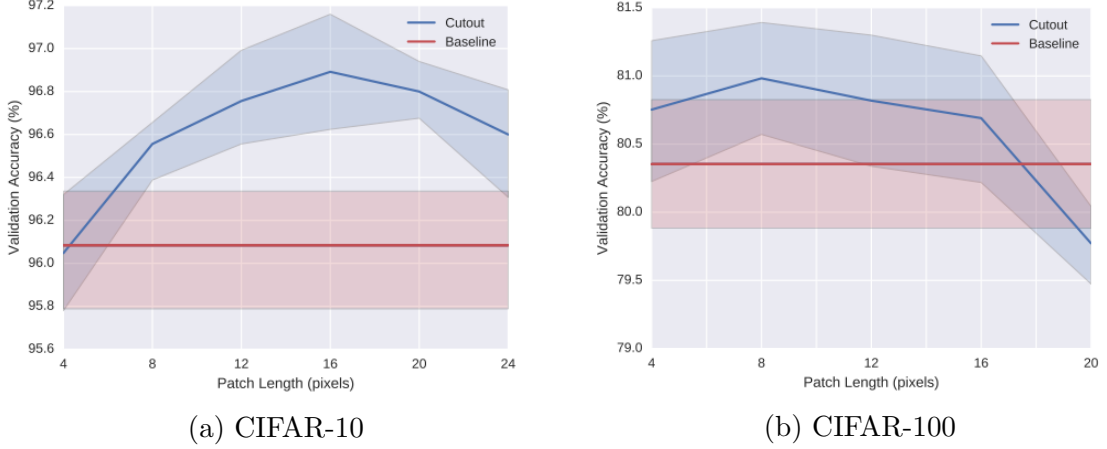 97.2
97.0
96.8
96.6
96.4
96.2
96.0
95.8
95.6
Validation Accuracy (%)
Cutout
Baseline
4 8 12 16 20 24
Patch Length (pixels)
(a) CIFAR-10
81.5
81.0
80.5
80.0
79.5
79.0
Validation Accuracy (%)
Cutout
Baseline
4 8 12 16 20
Patch Length (pixels)
(b) CIFAR-100